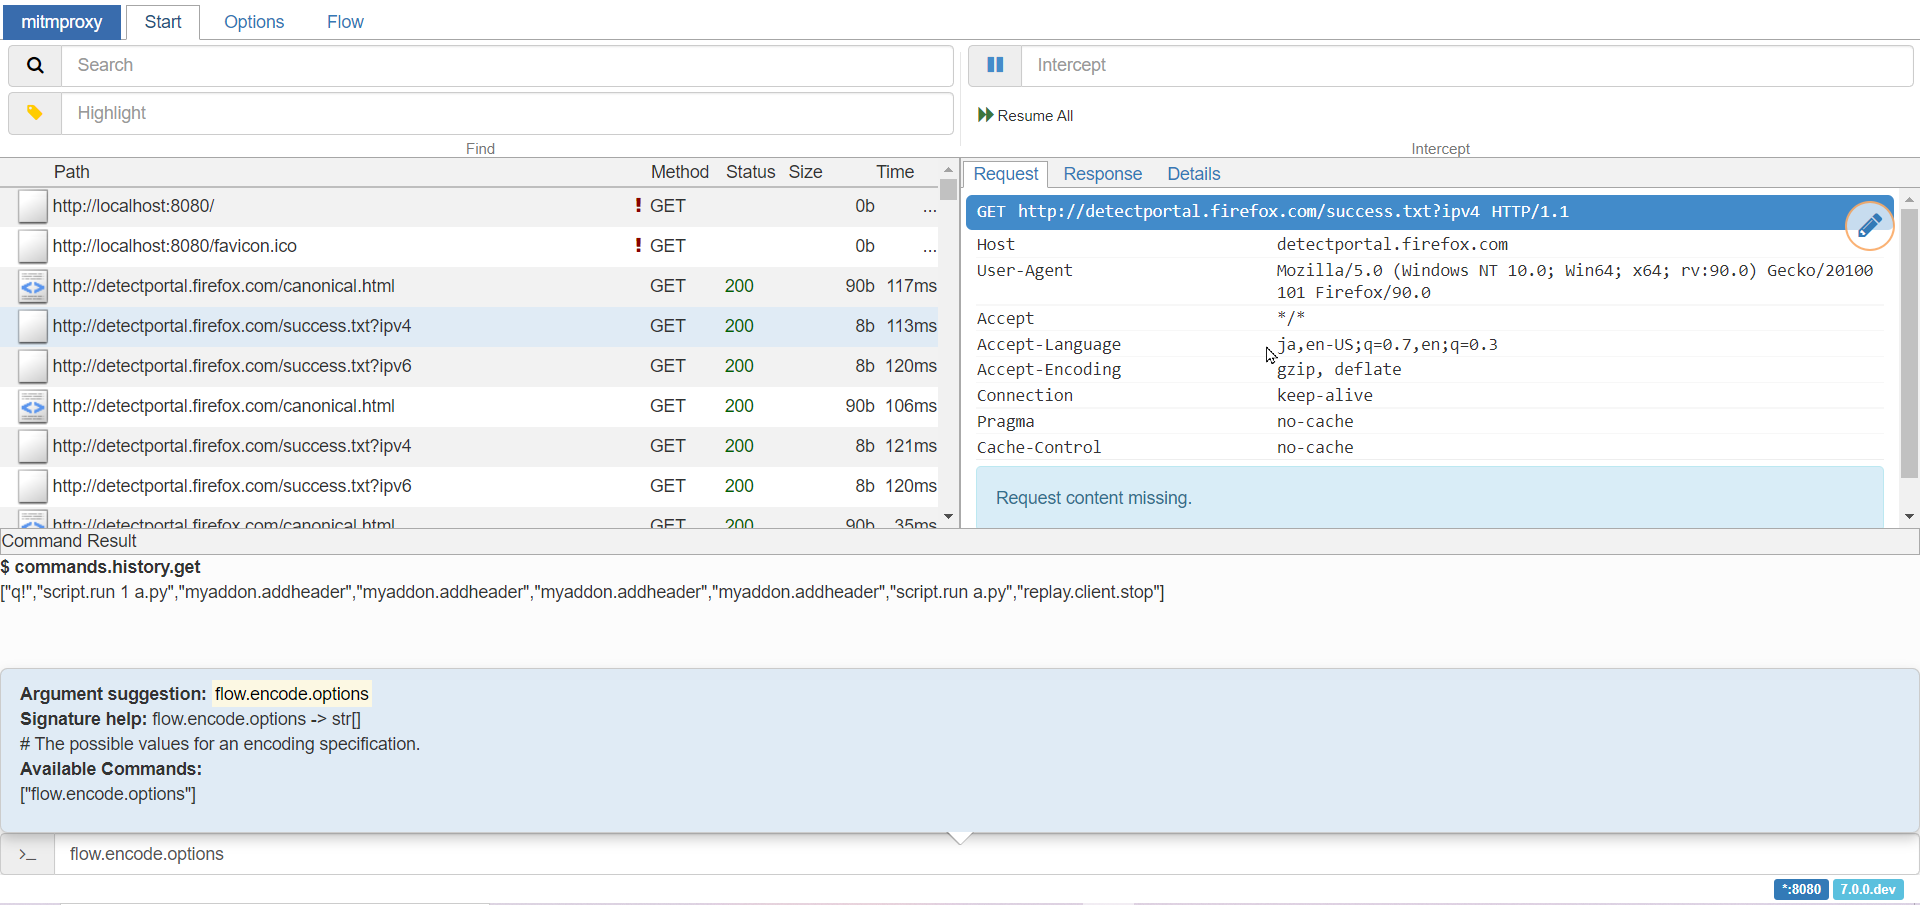 mitmproxy Start Options Flow
Search
Intercept
Highlight
Resume All
Find
Intercept
Path Method Status Size Time
http://localhost:8080/ ! GET 0b ...
http://localhost:8080/favicon.ico ! GET 0b ...
http://detectportal.firefox.com/canonical.html GET 200 90b 117ms
http://detectportal.firefox.com/success.txt?ipv4 GET 200 8b 113ms
http://detectportal.firefox.com/success.txt?ipv6 GET 200 8b 120ms
http://detectportal.firefox.com/canonical.html GET 200 90b 106ms
http://detectportal.firefox.com/success.txt?ipv4 GET 200 8b 121ms
http://detectportal.firefox.com/success.txt?ipv6 GET 200 8b 120ms
http://detectportal.firefox.com/canonical.html GET 200 90b 35ms
Request Response Details
GET http://detectportal.firefox.com/success.txt?ipv4 HTTP/1.1
Host detectportal.firefox.com
User-Agent Mozilla/5.0 (Windows NT 10.0; Win64; x64; rv:90.0) Gecko/20100
101 Firefox/90.0
Accept */*
Accept-Language ja,en-US;q=0.7,en;q=0.3
Accept-Encoding gzip, deflate
Connection keep-alive
Pragma no-cache
Cache-Control no-cache
Request content missing.
Command Result
$ commands.history.get
["q!","script.run 1 a.py","myaddon.addheader","myaddon.addheader","myaddon.addheader","myaddon.addheader","script.run a.py","replay.client.stop"]
Argument suggestion: flow.encode.options
Signature help: flow.encode.options -> str[]
# The possible values for an encoding specification.
Available Commands:
["flow.encode.options"]
>_ flow.encode.options
*:8080 7.0.0.dev